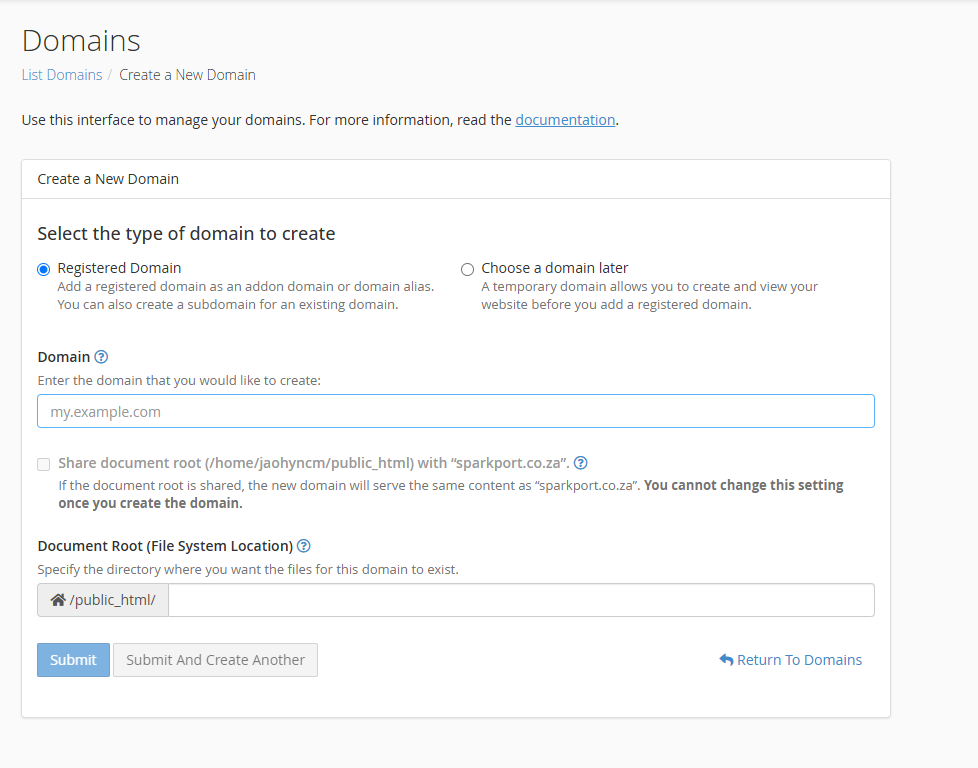 Domains
List Domains / Create a New Domain
Use this interface to manage your domains. For more information, read the documentation.
Create a New Domain
Select the type of domain to create
Registered Domain
Add a registered domain as an addon domain or domain alias.
You can also create a subdomain for an existing domain.
Choose a domain later
A temporary domain allows you to create and view your
website before you add a registered domain.
Domain ?
Enter the domain that you would like to create:
my.example.com
Share document root (/home/jaohyncm/public_html) with “sparkport.co.za”. ?
If the document root is shared, the new domain will serve the same content as “sparkport.co.za”. You cannot change this setting
once you create the domain.
Document Root (File System Location) ?
Specify the directory where you want the files for this domain to exist.
/public_html/
Submit
Submit And Create Another
Return To Domains